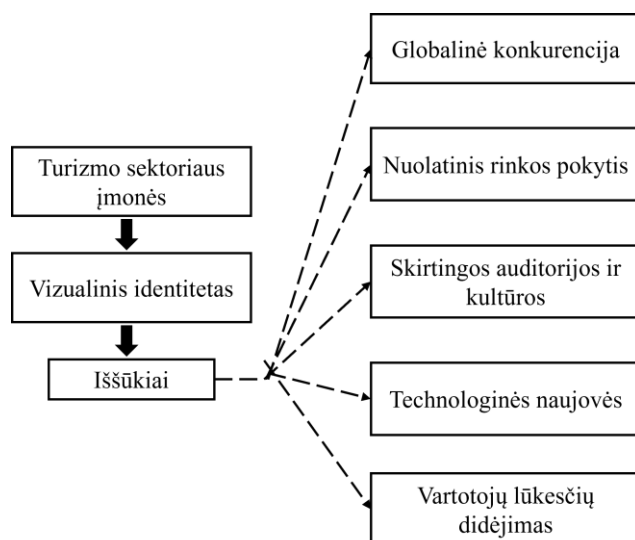 Turizmo sektoriaus
įmonės
Vizualinis identitetas
Iššūkiai
Globalinė konkurencija
Nuolatinis rinkos pokytis
Skirtingos auditorijos ir
kultūros
Technologinės naujovės
Vartotojų lūkesčių
didėjimas